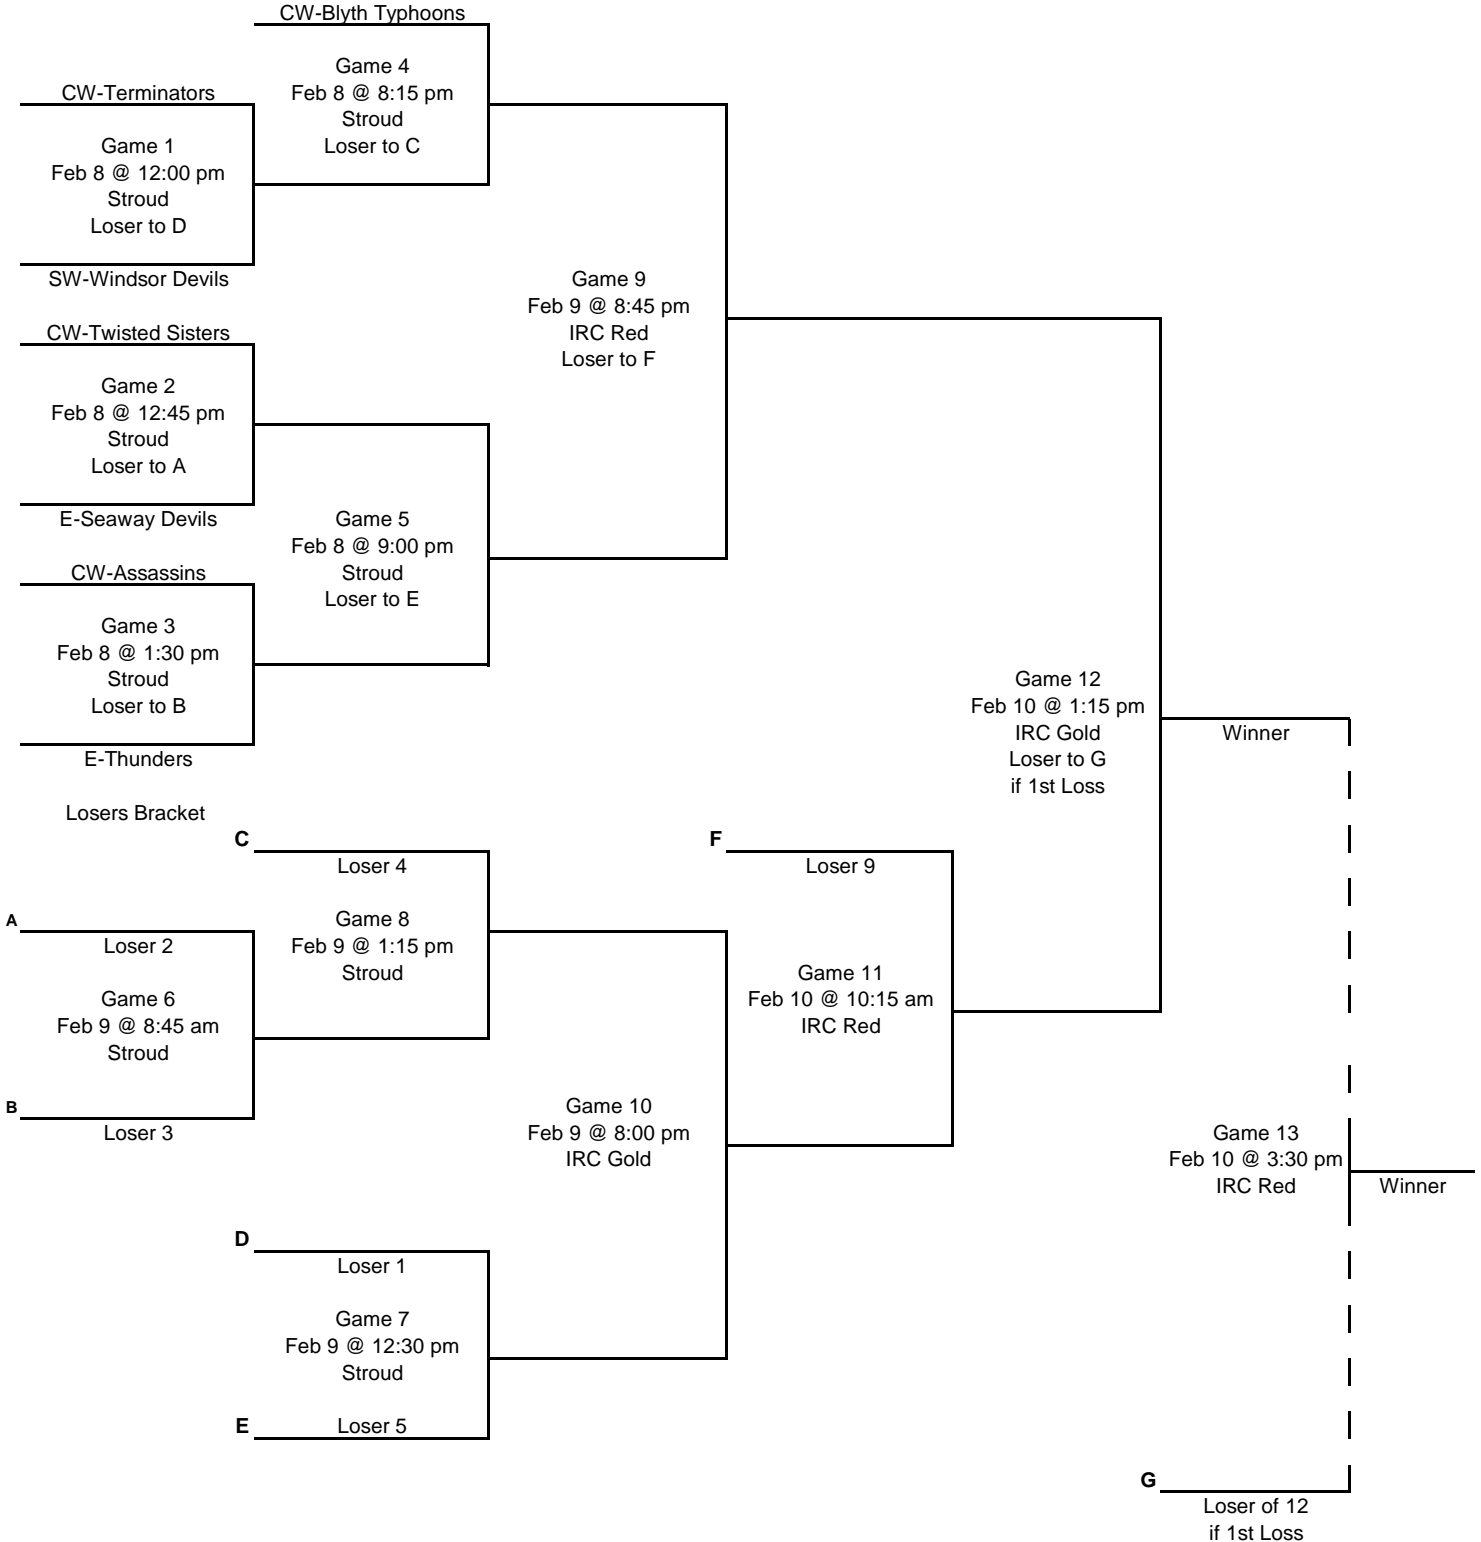 CW-Blyth Typhoons
Game 4
Feb 8 @ 8:15 pm
Stroud
Loser to C
CW-Terminators
Game 1
Feb 8 @ 12:00 pm
Stroud
Loser to D
SW-Windsor Devils
Game 9
Feb 9 @ 8:45 pm
IRC Red
Loser to F
CW-Twisted Sisters
Game 2
Feb 8 @ 12:45 pm
Stroud
Loser to A
E-Seaway Devils
Game 5
Feb 8 @ 9:00 pm
Stroud
Loser to E
CW-Assassins
Game 3
Feb 8 @ 1:30 pm
Stroud
Loser to B
E-Thunders
Game 12
Feb 10 @ 1:15 pm
IRC Gold
Loser to G
if 1st Loss
Winner
Losers Bracket
C
Loser 4
F
Loser 9
A
Loser 2
Game 8
Feb 9 @ 1:15 pm
Stroud
Game 6
Feb 9 @ 8:45 am
Stroud
Game 11
Feb 10 @ 10:15 am
IRC Red
B
Loser 3
Game 10
Feb 9 @ 8:00 pm
IRC Gold
Game 13
Feb 10 @ 3:30 pm
IRC Red
Winner
D
Loser 1
Game 7
Feb 9 @ 12:30 pm
Stroud
E
Loser 5
G
Loser of 12
if 1st Loss